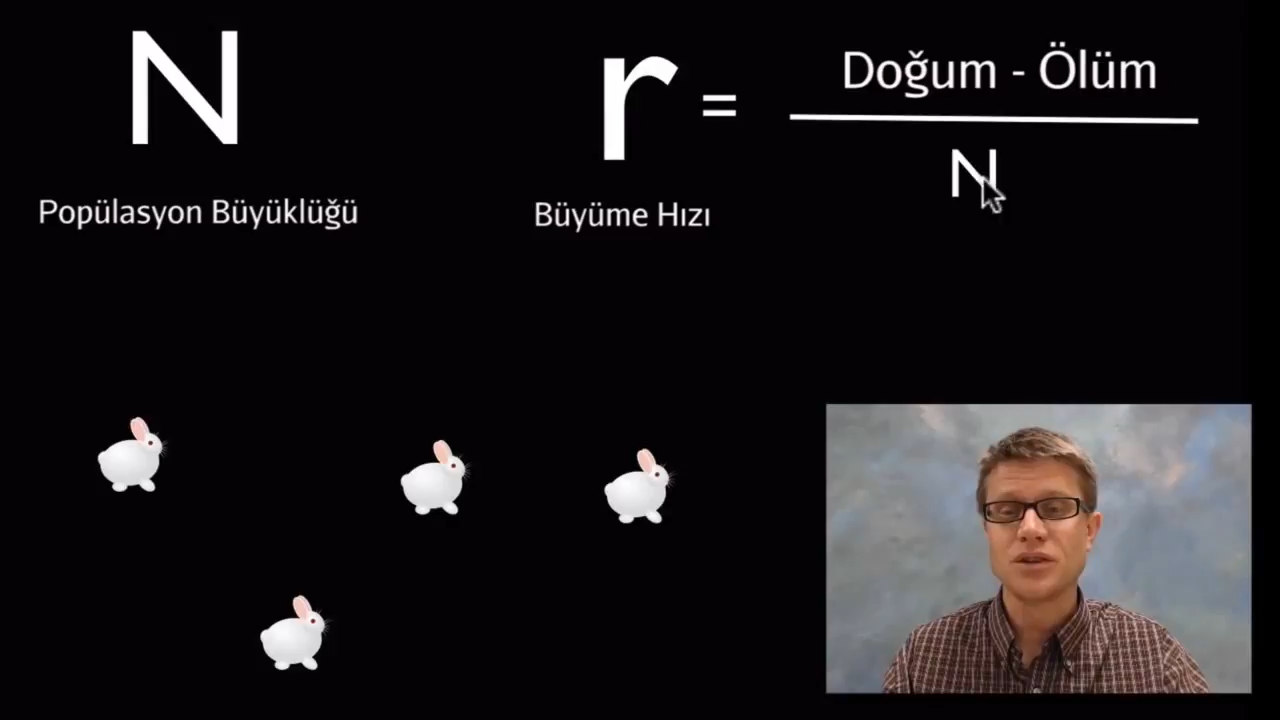 N
Popülasyon Büyüklüğü
r =
Büyüme Hızı
Doğum - Ölüm
N